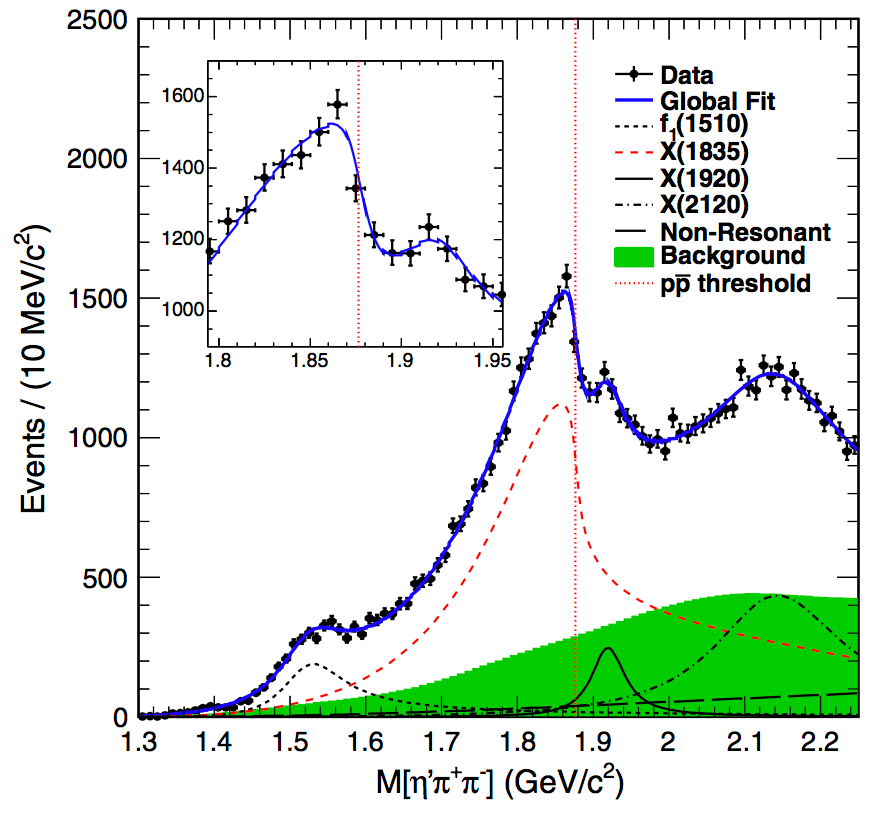 2500
2000
1500
1000
500
0
Events / (10 MeV/c²)
1600
1400
1200
1000
1.8 1.85 1.9 1.95
Data
Global Fit
f₁(1510)
X(1835)
X(1920)
X(2120)
Non-Resonant
Background
pp̅ threshold
1.3 1.4 1.5 1.6 1.7 1.8 1.9 2 2.1 2.2
M[η′π⁺π⁻] (GeV/c²)